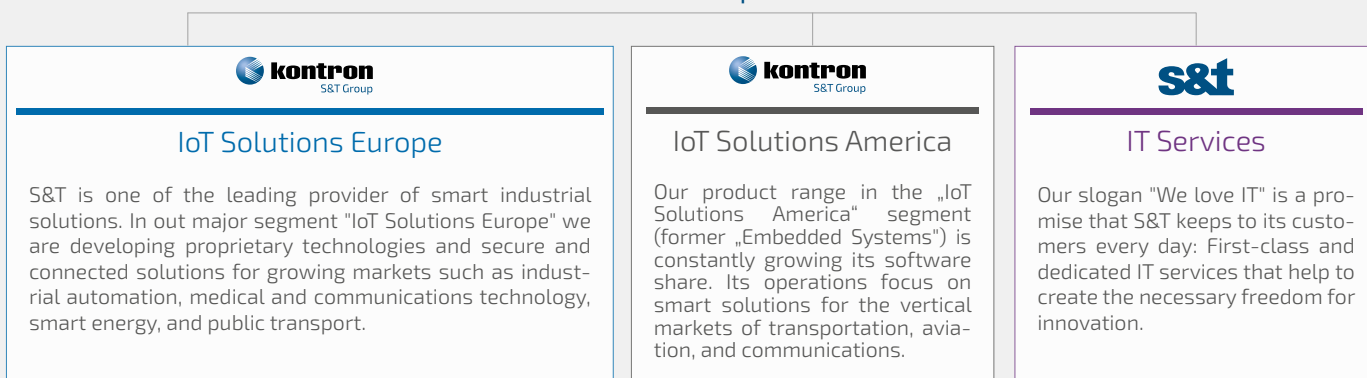 kontron
S&T Group
IoT Solutions Europe
S&T is one of the leading provider of smart industrial
solutions. In out major segment "IoT Solutions Europe" we
are developing proprietary technologies and secure and
connected solutions for growing markets such as indust-
rial automation, medical and communications technology,
smart energy, and public transport.
kontron
S&T Group
IoT Solutions America
Our product range in the „IoT
Solutions America“ segment
(former „Embedded Systems") is
constantly growing its software
share. Its operations focus on
smart solutions for the vertical
markets of transportation, avia-
tion, and communications.
s&t
IT Services
Our slogan "We love IT" is a pro-
mise that S&T keeps to its custo-
mers every day: First-class and
dedicated IT services that help to
create the necessary freedom for
innovation.